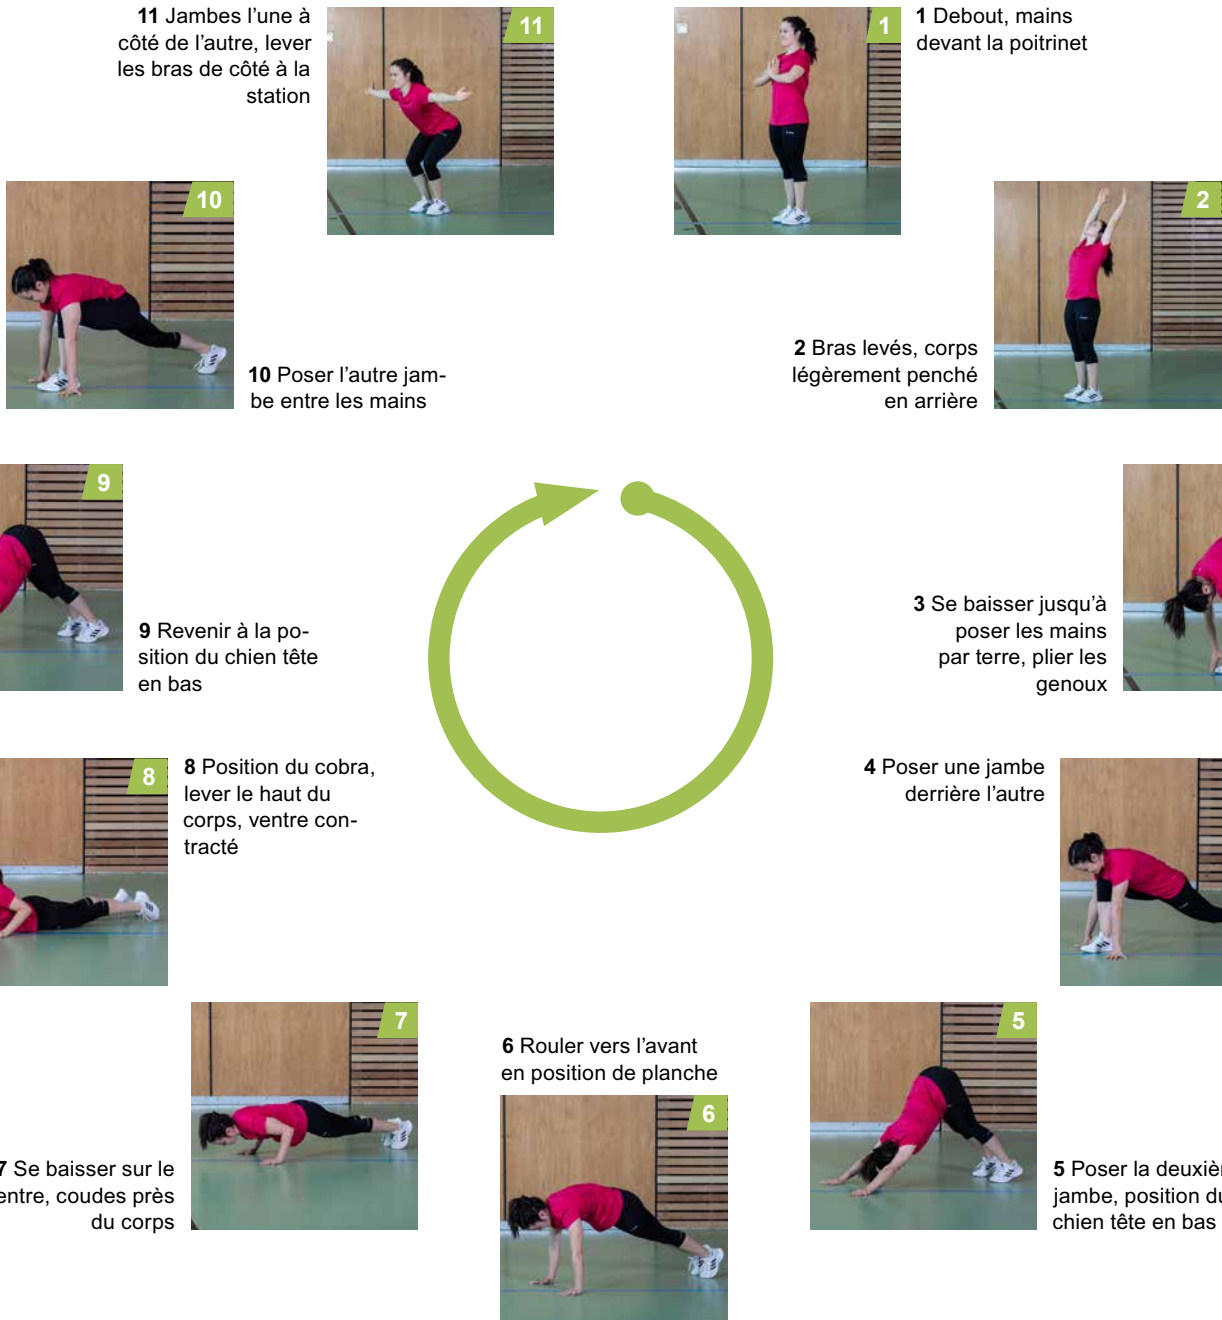 11 Jambes l’une à
côté de l’autre, lever
les bras de côté à la
station
11
1
1 Debout, mains
devant la poitrinet
10
2
2 Bras levés, corps
légèrement penché
en arrière
10 Poser l’autre jam-
be entre les mains
9
9 Revenir à la po-
sition du chien tête
en bas
3 Se baisser jusqu’à
poser les mains
par terre, plier les
genoux
8
8 Position du cobra,
lever le haut du
corps, ventre con-
tracté
4 Poser une jambe
derrière l’autre
7
7 Se baisser sur le
entre, coudes près
du corps
6 Rouler vers l’avant
en position de planche
6
5
5 Poser la deuxiè
jambe, position du
chien tête en bas